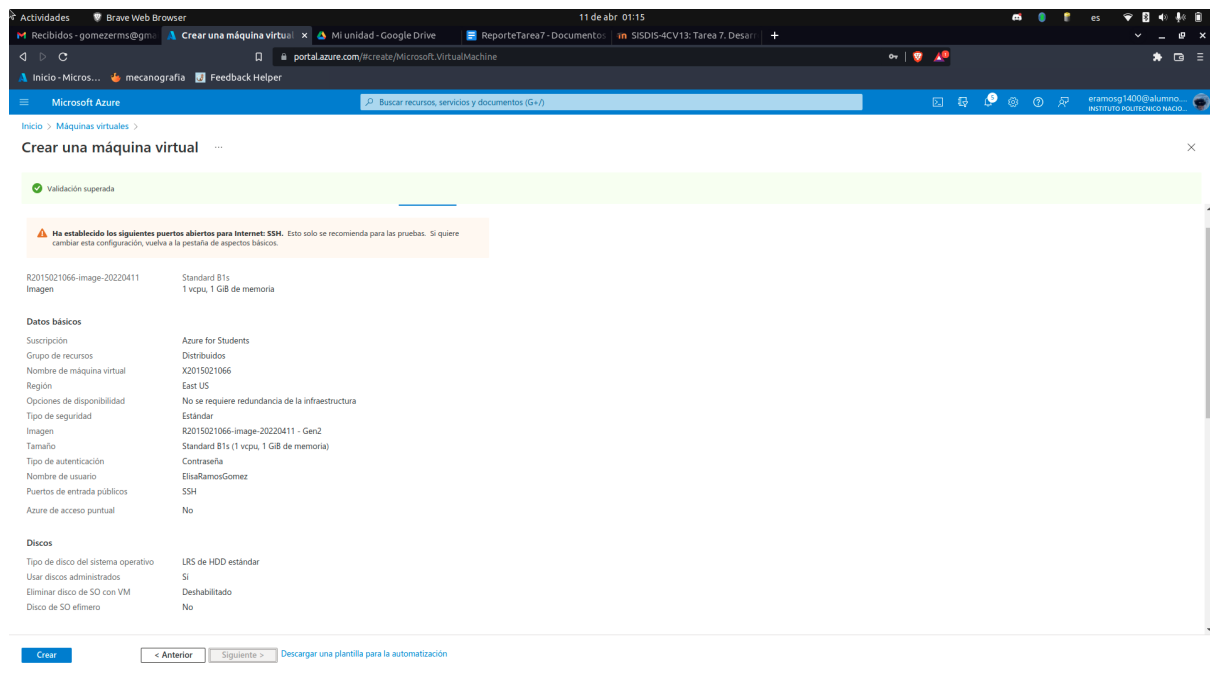 Actividades Brave Web Browser 11 de abr 01:15 es
Recibidos - gomezerms@gma Crear una máquina virtual × Mi unidad - Google Drive ReporteTarea7 - Documentos SISDIS-4CV13: Tarea 7. Desarr +
portal.azure.com/#create/Microsoft.VirtualMachine
Inicio - Micros... mecanografia Feedback Helper
Microsoft Azure Buscar recursos, servicios y documentos (G+/) 5 eramosg1400@alumno....
INSTITUTO POLITECNICO NACIO...
Inicio > Máquinas virtuales >
Crear una máquina virtual ...
Validación superada
Ha establecido los siguientes puertos abiertos para Internet: SSH. Esto solo se recomienda para las pruebas. Si quiere
cambiar esta configuración, vuelva a la pestaña de aspectos básicos.
R2015021066-image-20220411 Standard B1s
Imagen 1 vcpu, 1 GiB de memoria
Datos básicos
Suscripción Azure for Students
Grupo de recursos Distribuidos
Nombre de máquina virtual X2015021066
Región East US
Opciones de disponibilidad No se requiere redundancia de la infraestructura
Tipo de seguridad Estándar
Imagen R2015021066-image-20220411 - Gen2
Tamaño Standard B1s (1 vcpu, 1 GiB de memoria)
Tipo de autenticación Contraseña
Nombre de usuario ElisaRamosGomez
Puertos de entrada públicos SSH
Azure de acceso puntual No
Discos
Tipo de disco del sistema operativo LRS de HDD estándar
Usar discos administrados Sí
Eliminar disco de SO con VM Deshabilitado
Disco de SO efímero No
Crear < Anterior Siguiente > Descargar una plantilla para la automatización